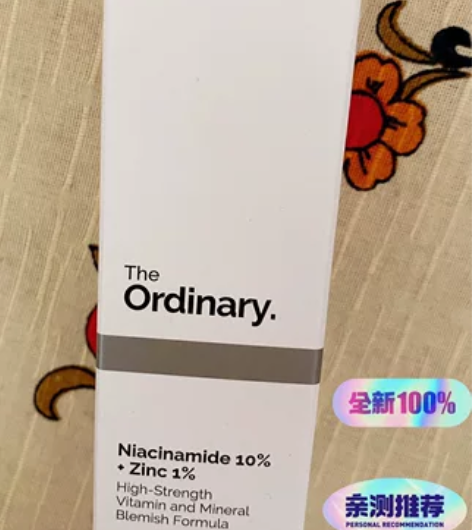 The
Ordinary.
Niacinamide 10%
+ Zinc 1%
High-Strength
Vitamin and Mineral
Blemish Formula
全新100%
亲测推荐
PERSONAL RECOMMENDATION